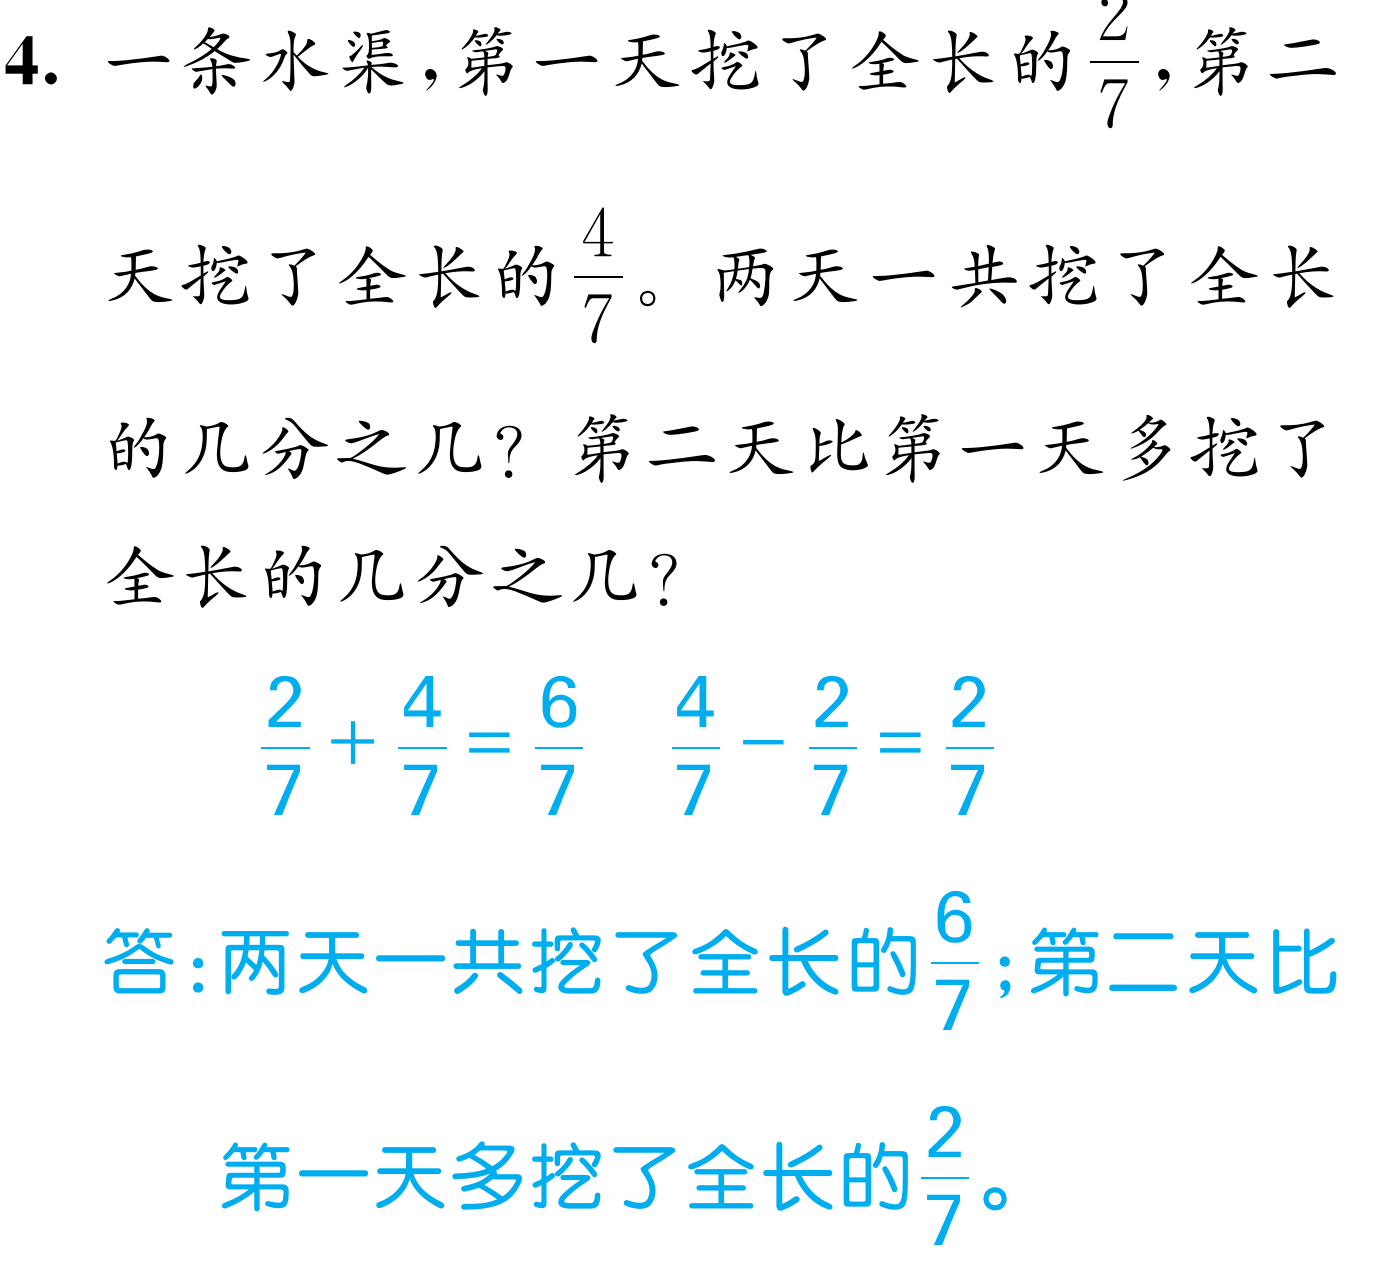 4. 一条水渠,第一天挖了全长的2/7,第二
天挖了全长的4/7。两天一共挖了全长
的几分之几？第二天比第一天多挖了
全长的几分之几？
2/7+4/7=6/7 4/7-2/7=2/7
答:两天一共挖了全长的6/7;第二天比
第一天多挖了全长的2/7。